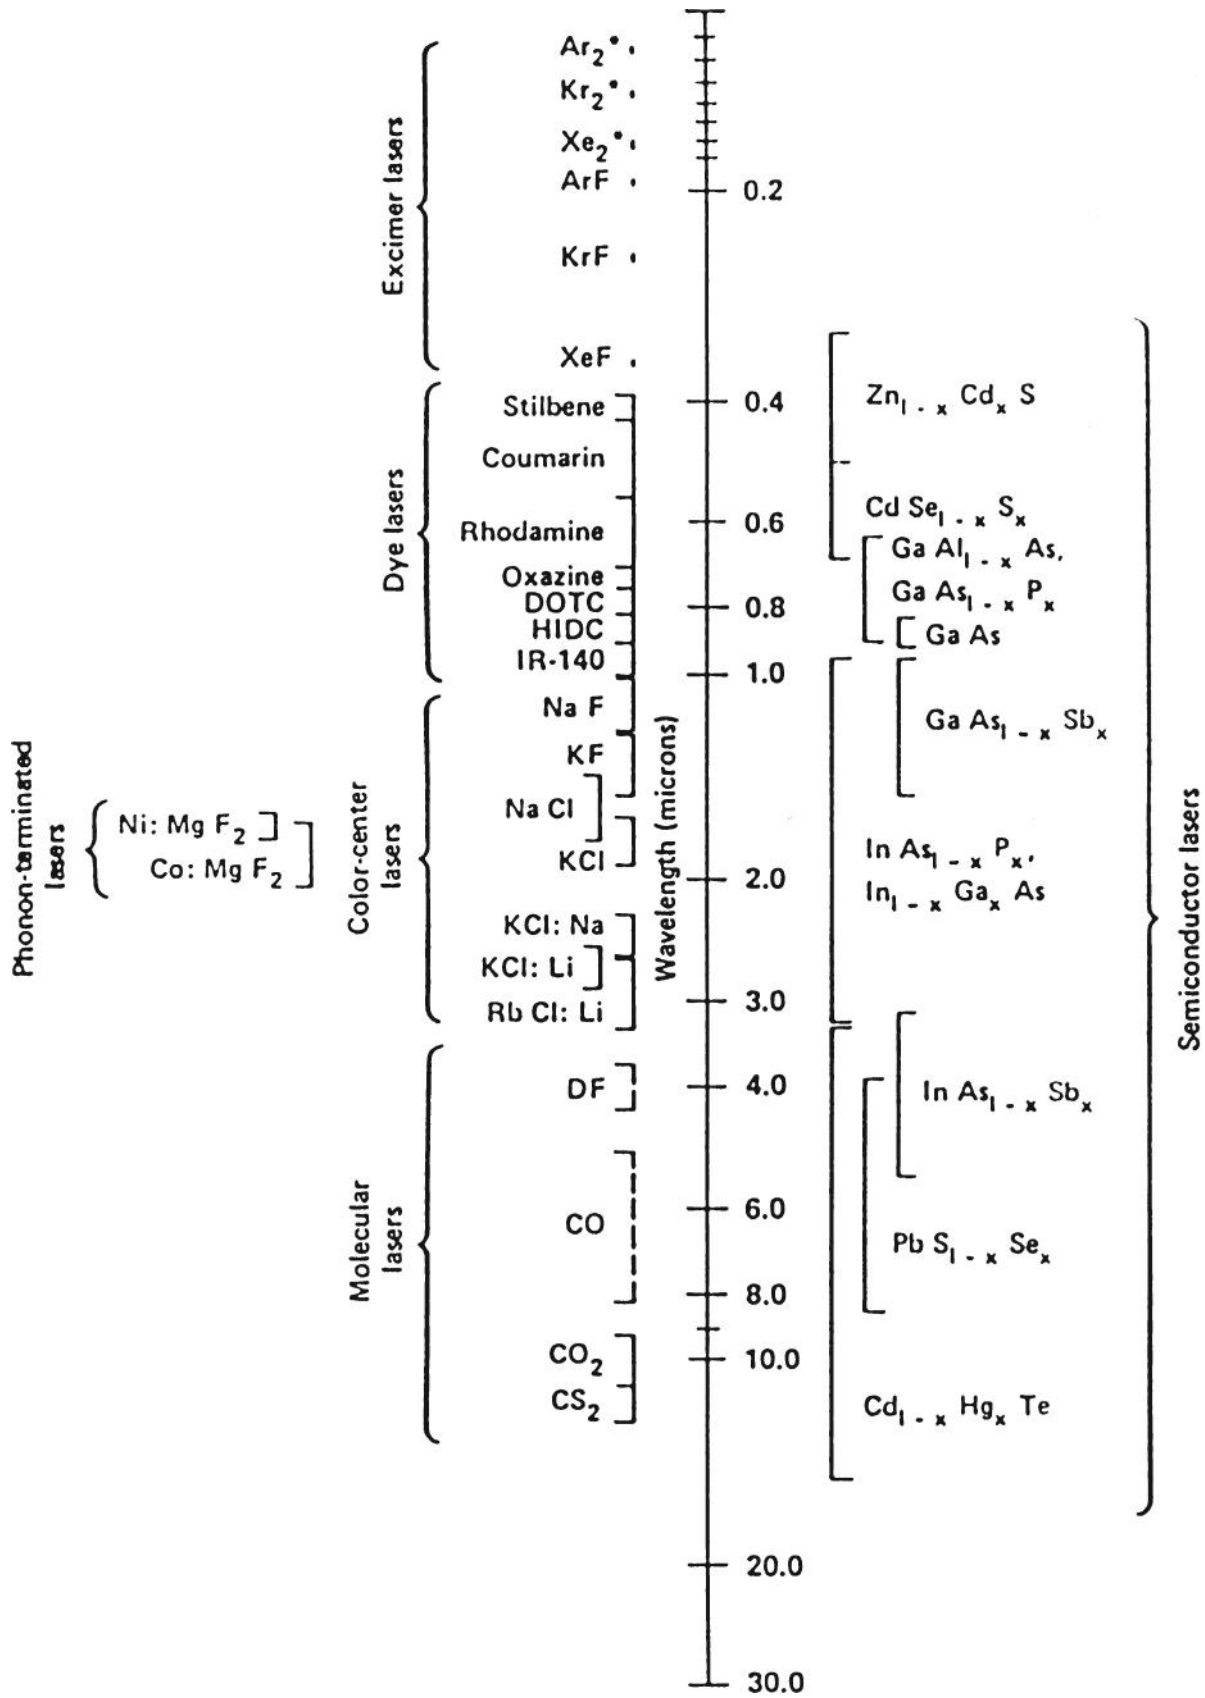 Excimer lasers
Ar₂*
Kr₂*
Xe₂*
ArF
KrF
XeF
Dye lasers
Stilbene
Coumarin
Rhodamine
Oxazine
DOTC
HIDC
IR-140
Phonon-terminated
lasers
Ni: Mg F₂
Co: Mg F₂
Color-center
lasers
Na F
KF
Na Cl
KCl
KCl: Na
KCl: Li
Rb Cl: Li
Molecular
lasers
DF
CO
CO₂
CS₂
Wavelength (microns)
0.2
0.4
0.6
0.8
1.0
2.0
3.0
4.0
6.0
8.0
10.0
20.0
30.0
Zn₁₋ₓ Cdₓ S
Cd Se₁₋ₓ Sₓ
Ga Al₁₋ₓ As,
Ga As₁₋ₓ Pₓ
Ga As
Ga As₁₋ₓ Sbₓ
In As₁₋ₓ Pₓ,
In₁₋ₓ Gaₓ As
In As₁₋ₓ Sbₓ
Pb S₁₋ₓ Seₓ
Cd₁₋ₓ Hgₓ Te
Semiconductor lasers